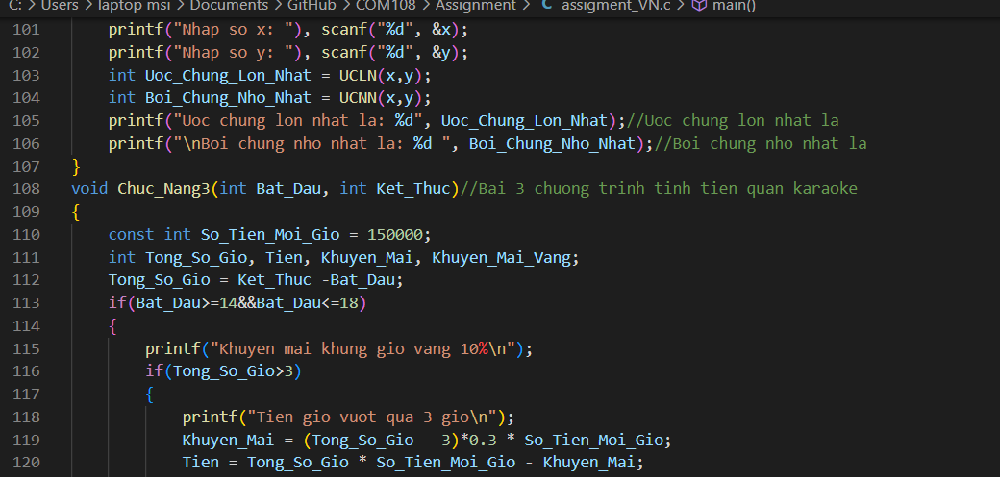 C: > Users > laptop msi > Documents > GitHub > COM108 > Assignment > C assigment_VN.c > main()
101 printf("Nhap so x: "), scanf("%d", &x);
102 printf("Nhap so y: "), scanf("%d", &y);
103 int Uoc_Chung_Lon_Nhat = UCLN(x,y);
104 int Boi_Chung_Nho_Nhat = UCNN(x,y);
105 printf("Uoc chung lon nhat la: %d", Uoc_Chung_Lon_Nhat);//Uoc chung lon nhat la
106 printf("\nBoi chung nho nhat la: %d ", Boi_Chung_Nho_Nhat);//Boi chung nho nhat la
107 }
108 void Chuc_Nang3(int Bat_Dau, int Ket_Thuc)//Bai 3 chuong trinh tinh tien quan karaoke
109 {
110 const int So_Tien_Moi_Gio = 150000;
111 int Tong_So_Gio, Tien, Khuyen_Mai, Khuyen_Mai_Vang;
112 Tong_So_Gio = Ket_Thuc -Bat_Dau;
113 if(Bat_Dau>=14&&Bat_Dau<=18)
114 {
115 printf("Khuyen mai khung gio vang 10%\n");
116 if(Tong_So_Gio>3)
117 {
118 printf("Tien gio vuot qua 3 gio\n");
119 Khuyen_Mai = (Tong_So_Gio - 3)*0.3 * So_Tien_Moi_Gio;
120 Tien = Tong_So_Gio * So_Tien_Moi_Gio - Khuyen_Mai;